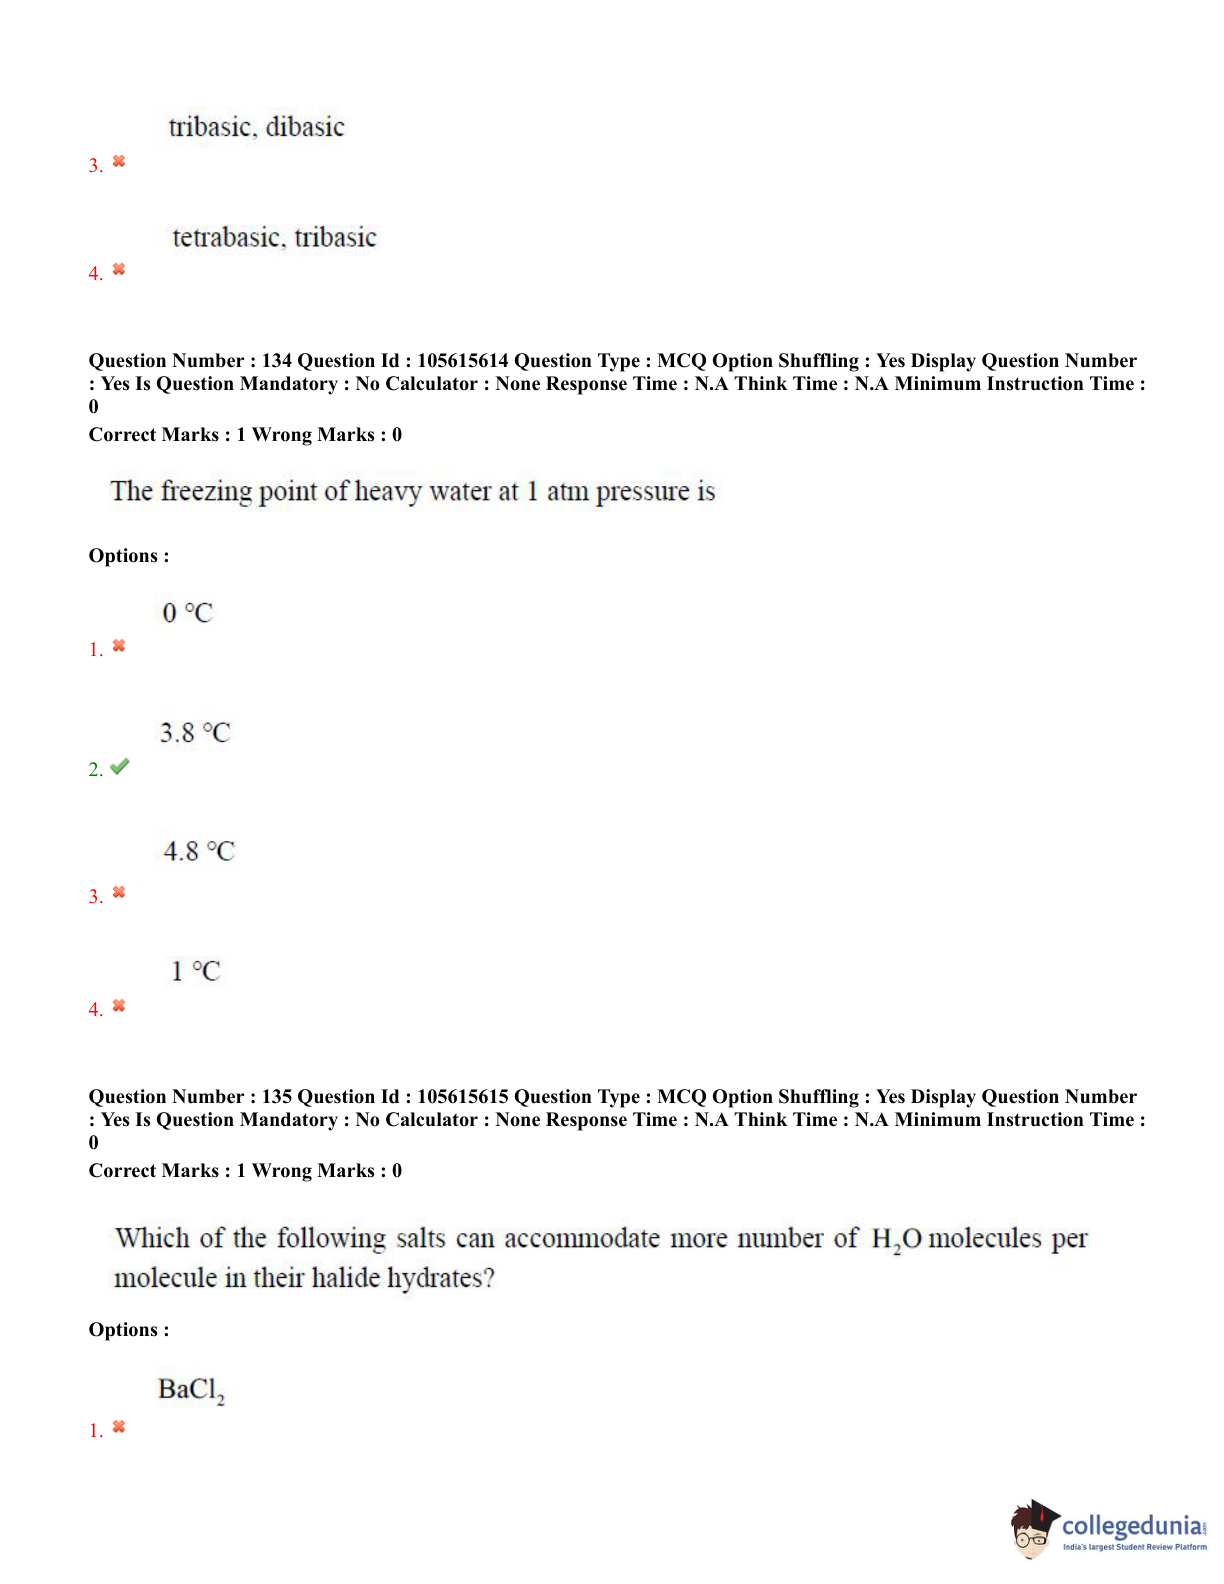 tribasic, dibasic
3.
tetrabasic, tribasic
4.
Question Number : 134 Question Id : 105615614 Question Type : MCQ Option Shuffling : Yes Display Question Number
: Yes Is Question Mandatory : No Calculator : None Response Time : N.A Think Time : N.A Minimum Instruction Time :
0
Correct Marks : 1 Wrong Marks : 0
The freezing point of heavy water at 1 atm pressure is
Options :
0 °C
1.
3.8 °C
2.
4.8 °C
3.
1 °C
4.
Question Number : 135 Question Id : 105615615 Question Type : MCQ Option Shuffling : Yes Display Question Number
: Yes Is Question Mandatory : No Calculator : None Response Time : N.A Think Time : N.A Minimum Instruction Time :
0
Correct Marks : 1 Wrong Marks : 0
Which of the following salts can accommodate more number of H₂O molecules per
molecule in their halide hydrates?
Options :
BaCl₂
1.
collegedunia.com
India's largest Student Review Platform